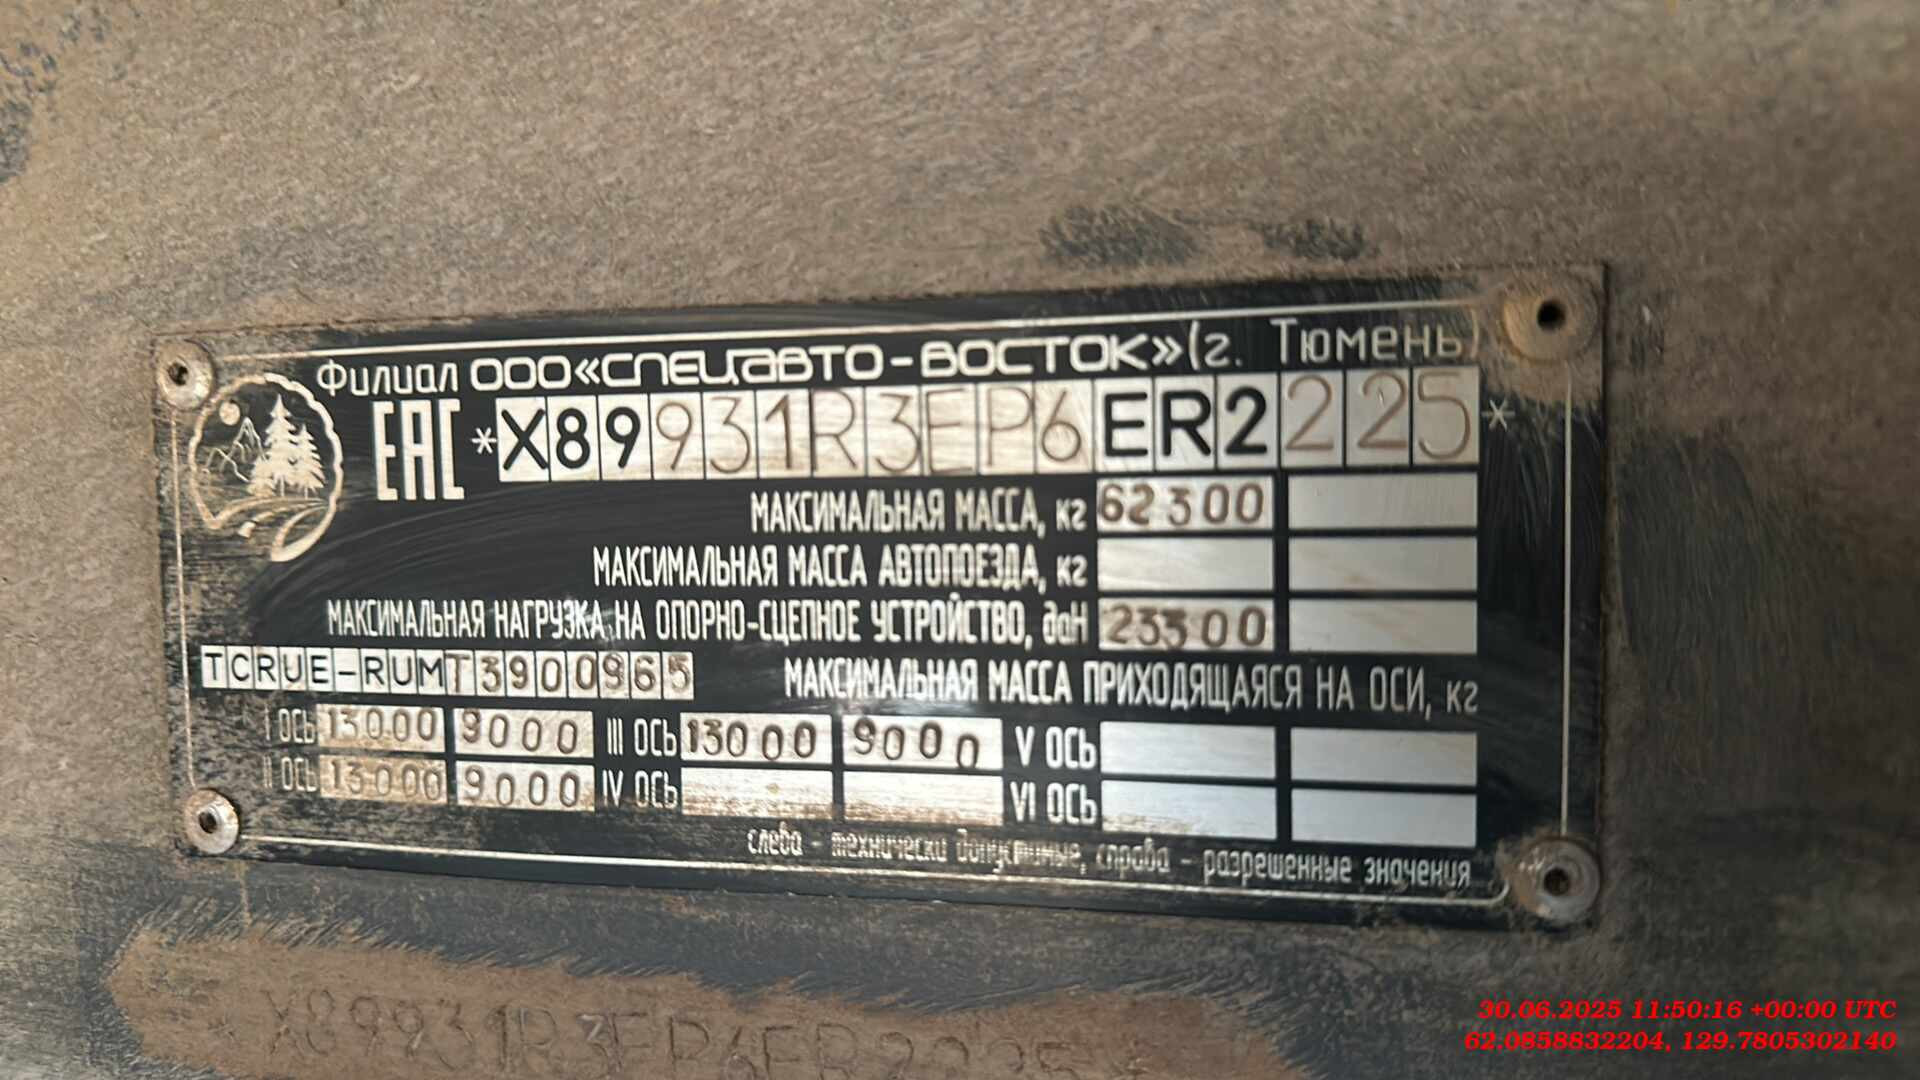 Филиал ООО «СПЕЦАВТО-ВОСТОК» (г. Тюмень)
ЕАС *X89931R3EP6ER2225*
МАКСИМАЛЬНАЯ МАССА, кг 62300
МАКСИМАЛЬНАЯ МАССА АВТОПОЕЗДА, кг
МАКСИМАЛЬНАЯ НАГРУЗКА НА ОПОРНО-СЦЕПНОЕ УСТРОЙСТВО, даН 23300
TCRUE-RUMT3900965 МАКСИМАЛЬНАЯ МАССА ПРИХОДЯЩАЯСЯ НА ОСИ, кг
I ОСЬ 13000 9000 III ОСЬ 13000 9000 V ОСЬ
II ОСЬ 13000 9000 IV ОСЬ VI ОСЬ
слева - технически допустимые, справа - разрешенные значения
*X89931R3EP6ER2225*
30.06.2025 11:50:16 +00:00 UTC
62.0858832204, 129.7805302140